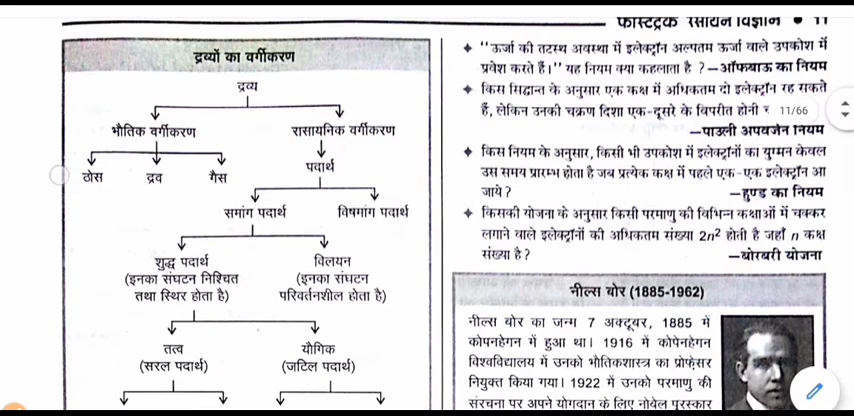 फास्टट्रैक रसायन विज्ञान • 11
द्रव्यों का वर्गीकरण
द्रव्य
भौतिक वर्गीकरण रासायनिक वर्गीकरण
ठोस द्रव गैस
पदार्थ
समांग पदार्थ विषमांग पदार्थ
शुद्ध पदार्थ
(इनका संघटन निश्चित
तथा स्थिर होता है)
विलयन
(इनका संघटन
परिवर्तनशील होता है)
तत्व
(सरल पदार्थ)
यौगिक
(जटिल पदार्थ)
"ऊर्जा की तटस्थ अवस्था में इलेक्ट्रॉन अल्पतम ऊर्जा वाले उपकोश में
प्रवेश करते हैं।" यह नियम क्या कहलाता है ? —ऑफबाऊ का नियम
किस सिद्धान्त के अनुसार एक कक्ष में अधिकतम दो इलेक्ट्रॉन रह सकते
हैं, लेकिन उनकी चक्रण दिशा एक-दूसरे के विपरीत होनी
11/66
—पाउली अपवर्जन नियम
किस नियम के अनुसार, किसी भी उपकोश में इलेक्ट्रॉनों का युग्मन केवल
उस समय प्रारम्भ होता है जब प्रत्येक कक्ष में पहले एक-एक इलेक्ट्रॉन आ
जाये ? —हुण्ड का नियम
किसकी योजना के अनुसार किसी परमाणु की विभिन्न कक्षाओं में चक्कर
लगाने वाले इलेक्ट्रॉनों की अधिकतम संख्या 2n² होती है जहाँ n कक्ष
संख्या है ? —बोरबरी योजना
नील्स बोर (1885-1962)
नील्स बोर का जन्म 7 अक्टूबर, 1885 में
कोपनहेगन में हुआ था। 1916 में कोपेनहेगन
विश्वविद्यालय में उनको भौतिकशास्त्र का प्रोफ़ेसर
नियुक्त किया गया। 1922 में उनको परमाणु की
संरचना पर अपने योगदान के लिए नोबेल पुरस्कार